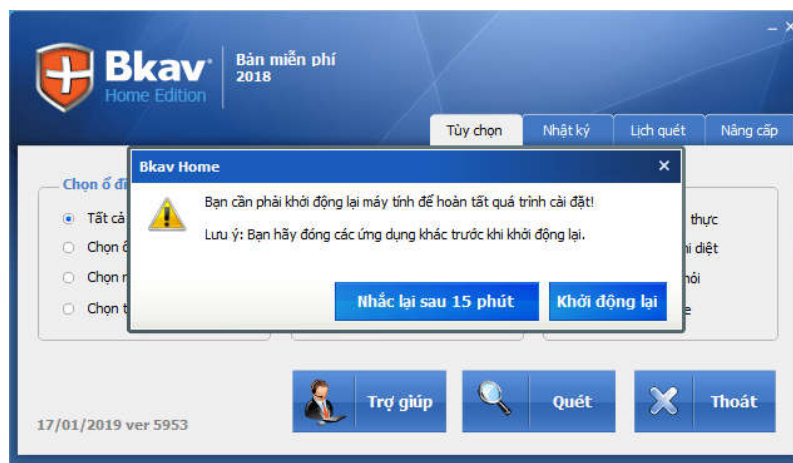 Bkav
Home Edition
Bản miễn phí
2018
Tùy chọn
Nhật ký
Lịch quét
Nâng cấp
Bkav Home
Chọn ổ
Bạn cần phải khởi động lại máy tính để hoàn tất quá trình cài đặt!
Lưu ý: Bạn hãy đóng các ứng dụng khác trước khi khởi động lại.
Tất cả
Chọn
Chọn
Chọn
thực
diệt
Nhắc lại sau 15 phút
Khởi động lại
Trợ giúp
Quét
Thoát
17/01/2019 ver 5953